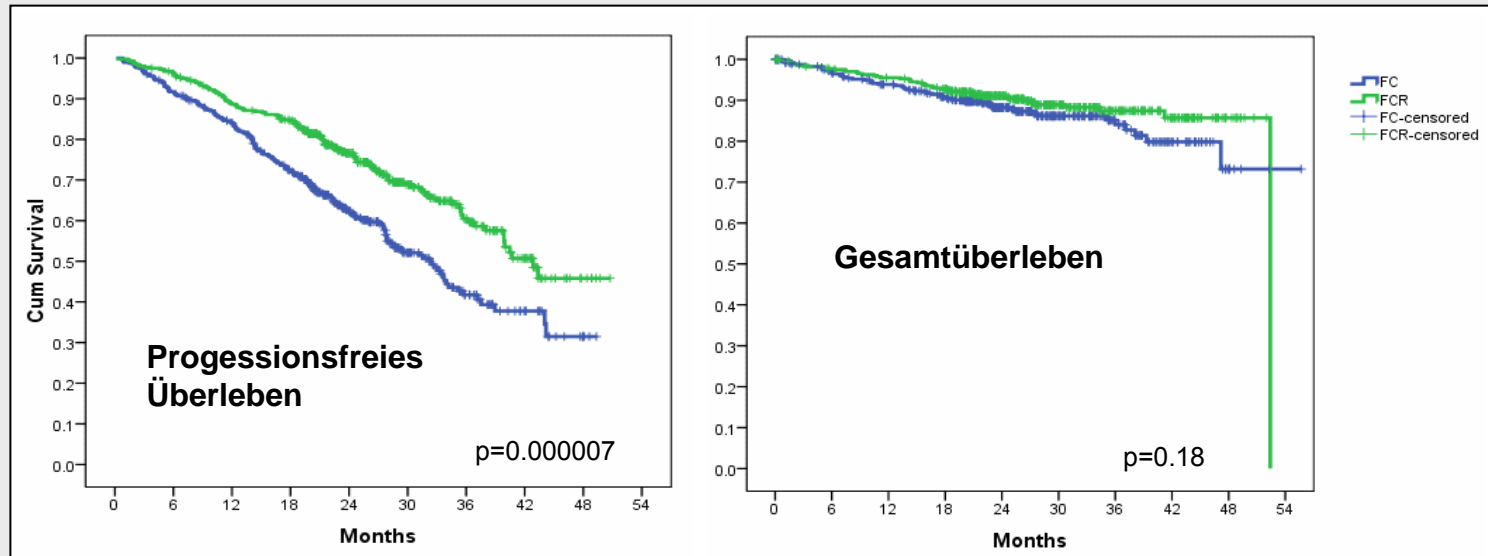 1.0
0.9
0.8
0.7
0.6
0.5
0.4
0.3
0.2
0.1
0.0
Cum Survival
Progessionsfreies
Überleben
p=0.000007
0 6 12 18 24 30 36 42 48 54
Months
1.0
0.9
0.8
0.7
0.6
0.5
0.4
0.3
0.2
0.1
0.0
Gesamtüberleben
p=0.18
0 6 12 18 24 30 36 42 48 54
Months
FC
FCR
FC-censored
FCR-censored